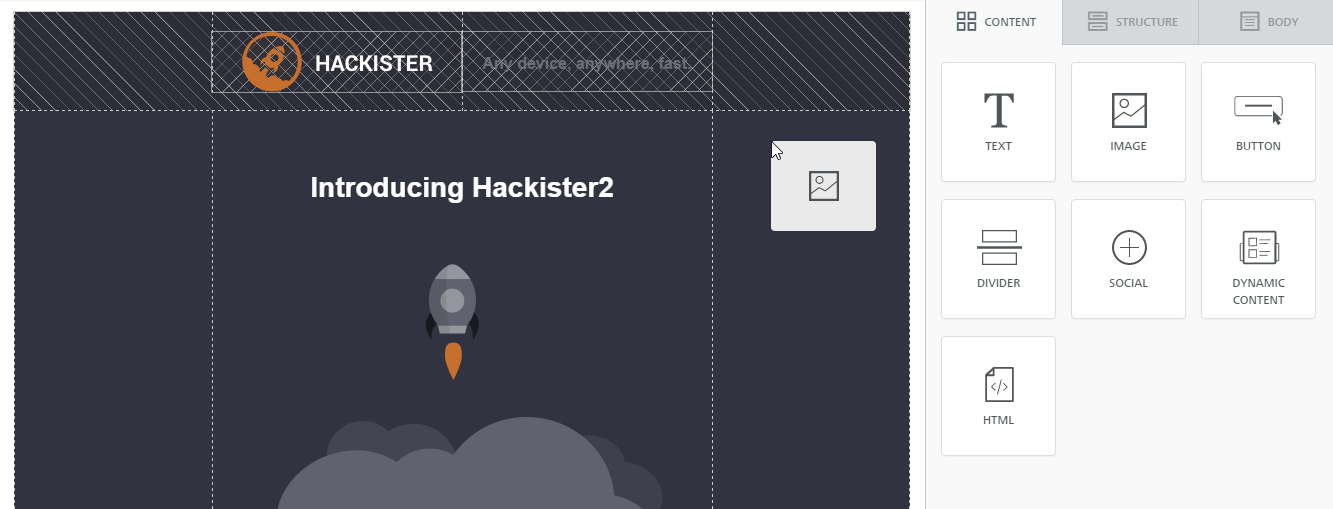 HACKISTER
Any device, anywhere, fast.
Introducing Hackister2
CONTENT
STRUCTURE
BODY
TEXT
IMAGE
BUTTON
DIVIDER
SOCIAL
DYNAMIC
CONTENT
HTML